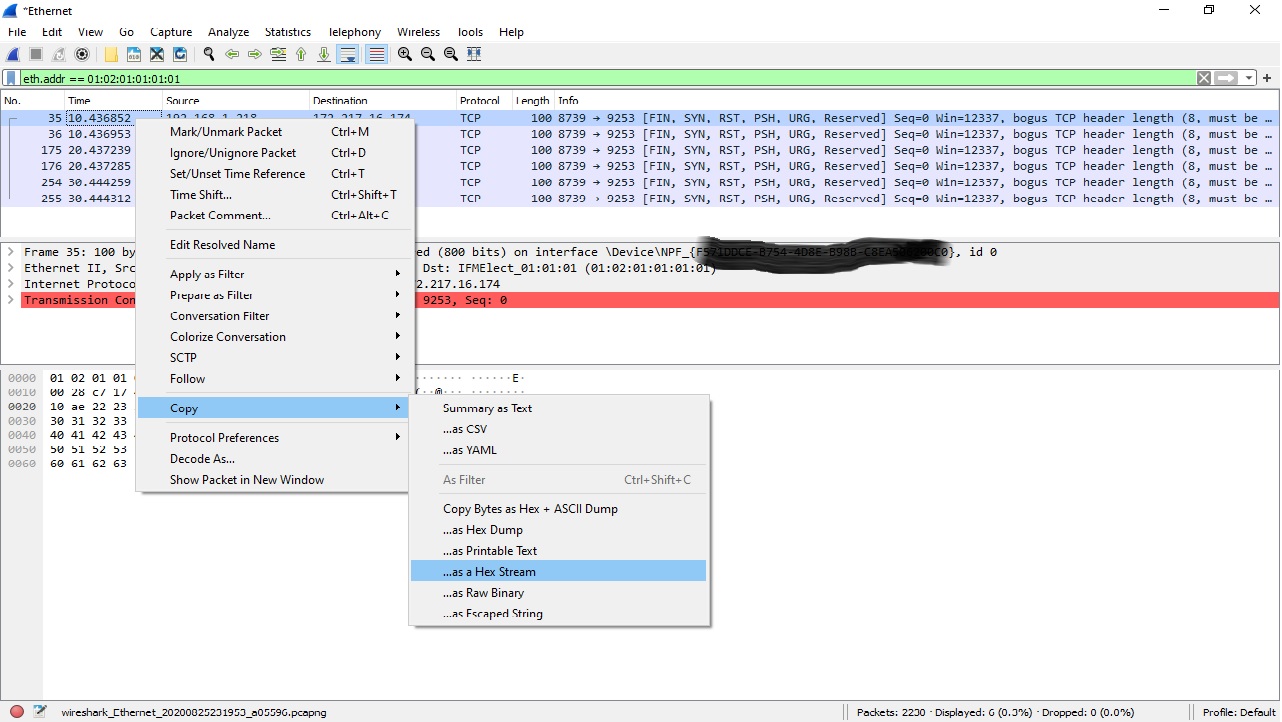 *Ethernet
File Edit View Go Capture Analyze Statistics Telephony Wireless Tools Help
eth.addr == 01:02:01:01:01:01
No. Time Source Destination Protocol Length Info
35 10.436852 192.168.1.218 172.217.16.174 TCP 100 8739 → 9253 [FIN, SYN, RST, PSH, URG, Reserved] Seq=0 Win=12337, bogus TCP header length (8, must be …
36 10.436953 TCP 100 8739 → 9253 [FIN, SYN, RST, PSH, URG, Reserved] Seq=0 Win=12337, bogus TCP header length (8, must be …
175 20.437239 TCP 100 8739 → 9253 [FIN, SYN, RST, PSH, URG, Reserved] Seq=0 Win=12337, bogus TCP header length (8, must be …
176 20.437285 TCP 100 8739 → 9253 [FIN, SYN, RST, PSH, URG, Reserved] Seq=0 Win=12337, bogus TCP header length (8, must be …
254 30.444259 TCP 100 8739 → 9253 [FIN, SYN, RST, PSH, URG, Reserved] Seq=0 Win=12337, bogus TCP header length (8, must be …
255 30.444312 TCP 100 8739 → 9253 [FIN, SYN, RST, PSH, URG, Reserved] Seq=0 Win=12337, bogus TCP header length (8, must be …
Mark/Unmark Packet Ctrl+M
Ignore/Unignore Packet Ctrl+D
Set/Unset Time Reference Ctrl+T
Time Shift... Ctrl+Shift+T
Packet Comment... Ctrl+Alt+C
Edit Resolved Name
Apply as Filter
Prepare as Filter
Conversation Filter
Colorize Conversation
SCTP
Follow
Copy
Protocol Preferences
Decode As...
Show Packet in New Window
Summary as Text
...as CSV
...as YAML
As Filter Ctrl+Shift+C
Copy Bytes as Hex + ASCII Dump
...as Hex Dump
...as Printable Text
...as a Hex Stream
...as Raw Binary
...as Escaped String
Frame 35: 100 by ed (800 bits) on interface \Device\NPF_{ }, id 0
Ethernet II, Src Dst: IFMElect_01:01:01 (01:02:01:01:01:01)
Internet Protoco 2.217.16.174
Transmission Con 9253, Seq: 0
0000 01 02 01 01 ······· ······E·
0010 00 28 c7 17 (··@··· ········
0020 10 ae 22 23
0030 30 31 32 33
0040 40 41 42 43
0050 50 51 52 53
0060 60 61 62 63
wireshark_Ethernet_20200825231953_a05596.pcapng Packets: 2230 · Displayed: 6 (0.3%) · Dropped: 0 (0.0%) Profile: Default